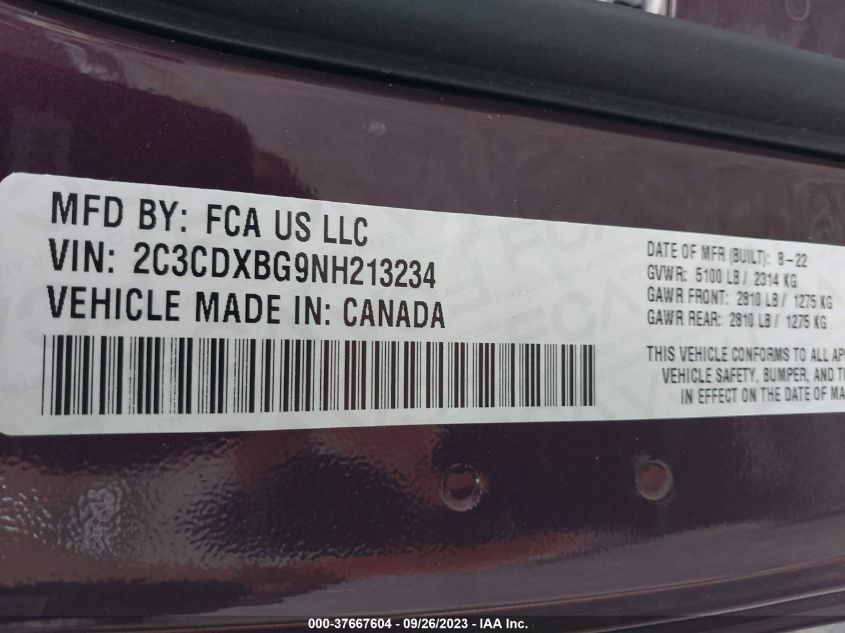 MFD BY: FCA US LLC
VIN: 2C3CDXBG9NH213234
VEHICLE MADE IN: CANADA
DATE OF MFR (BUILT): 8-22
GVWR: 5100 LB / 2314 KG
GAWR FRONT: 2810 LB / 1275 KG
GAWR REAR: 2810 LB / 1275 KG
THIS VEHICLE CONFORMS TO ALL AP
VEHICLE SAFETY, BUMPER, AND T
IN EFFECT ON THE DATE OF MA
000-37667604 - 09/26/2023 - IAA Inc.